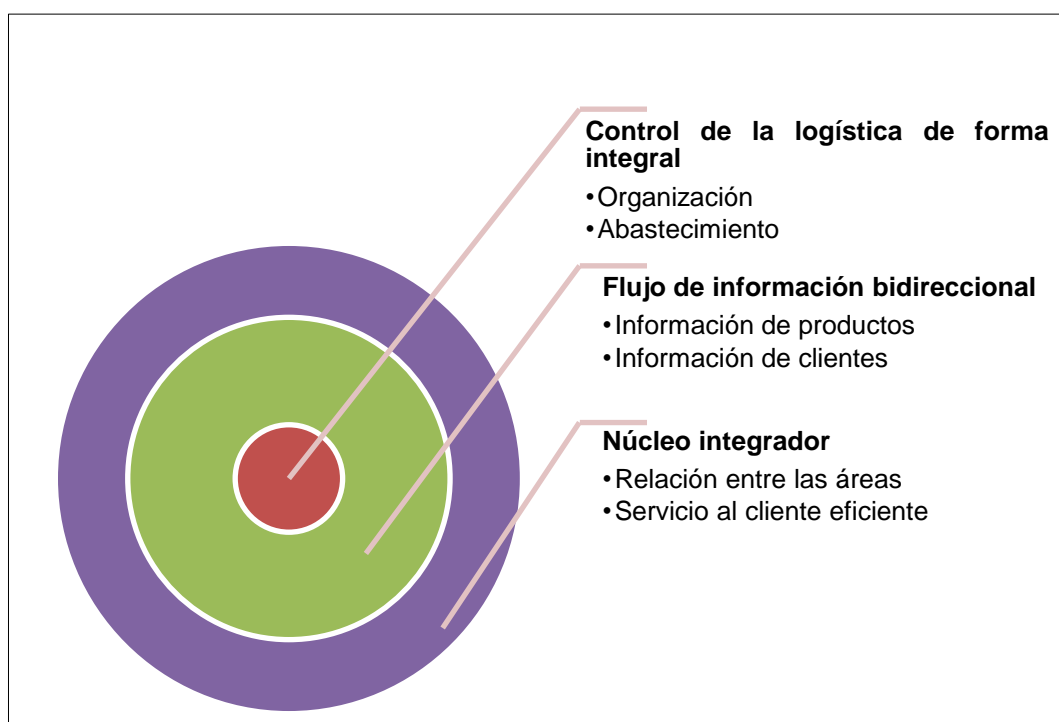 Control de la logística de forma
integral
•Organización
•Abastecimiento
Flujo de información bidireccional
•Información de productos
•Información de clientes
Núcleo integrador
•Relación entre las áreas
•Servicio al cliente eficiente